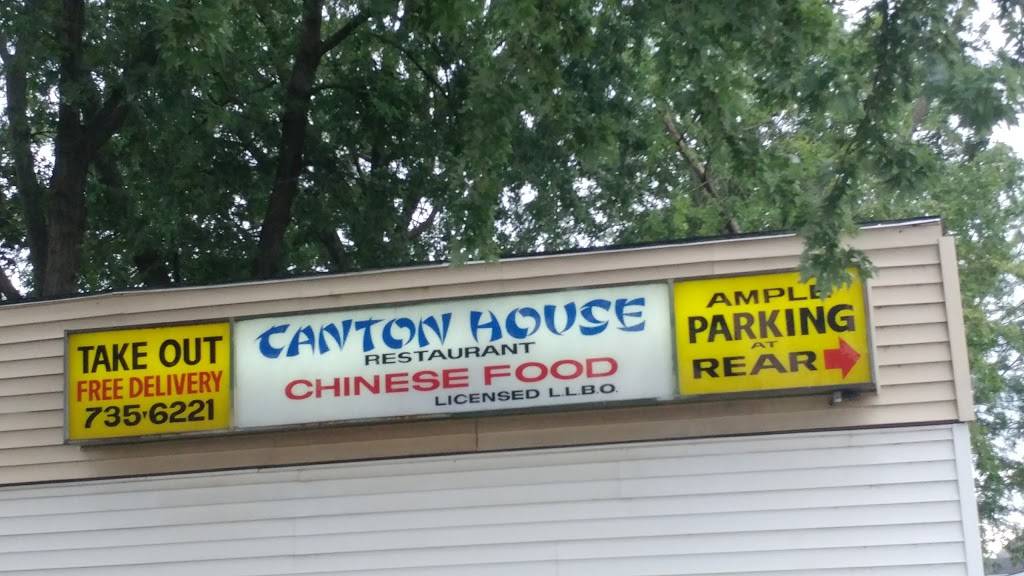 TAKE OUT
FREE DELIVERY
735-6221
CANTON HOUSE
RESTAURANT
CHINESE FOOD
LICENSED L.L.B.O.
AMPLE
PARKING
AT
REAR